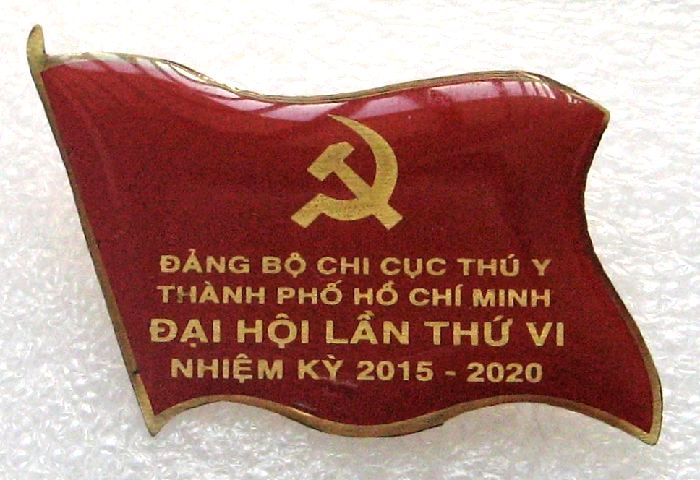 ĐẢNG BỘ CHI CỤC THÚ Y
THÀNH PHỐ HỒ CHÍ MINH
ĐẠI HỘI LẦN THỨ VI
NHIỆM KỲ 2015 - 2020